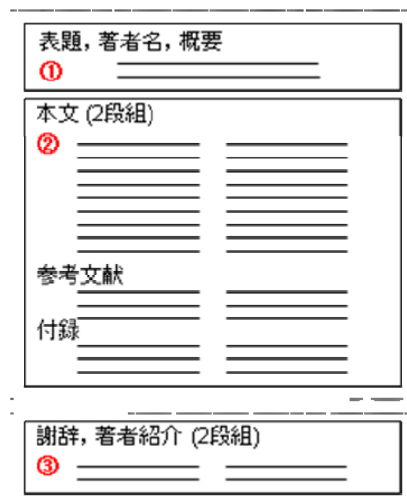 表題, 著者名, 概要
①
本文 (2段組)
②
参考文献
付録
謝辞, 著者紹介 (2段組)
③